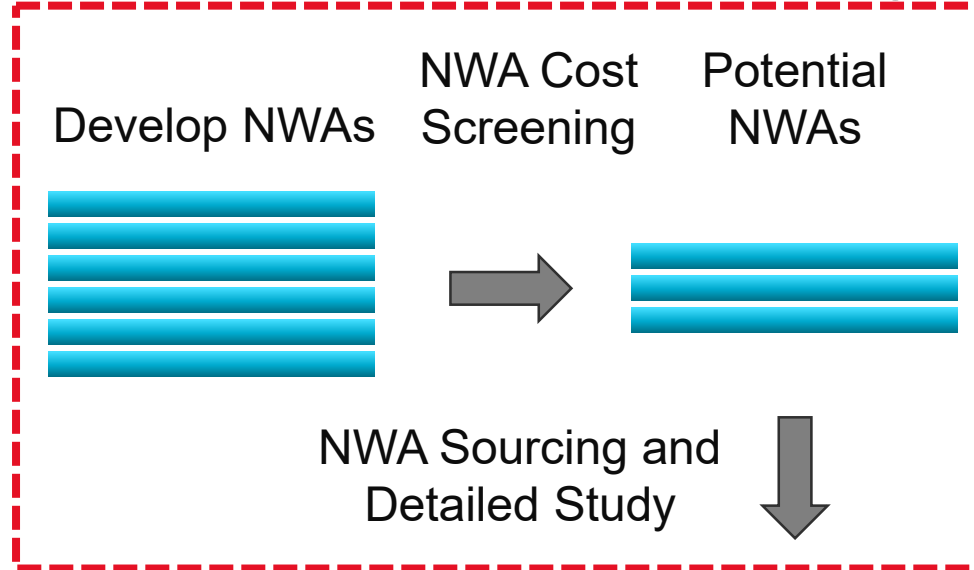 Develop NWAs
NWA Cost
Screening
Potential
NWAs
NWA Sourcing and
Detailed Study